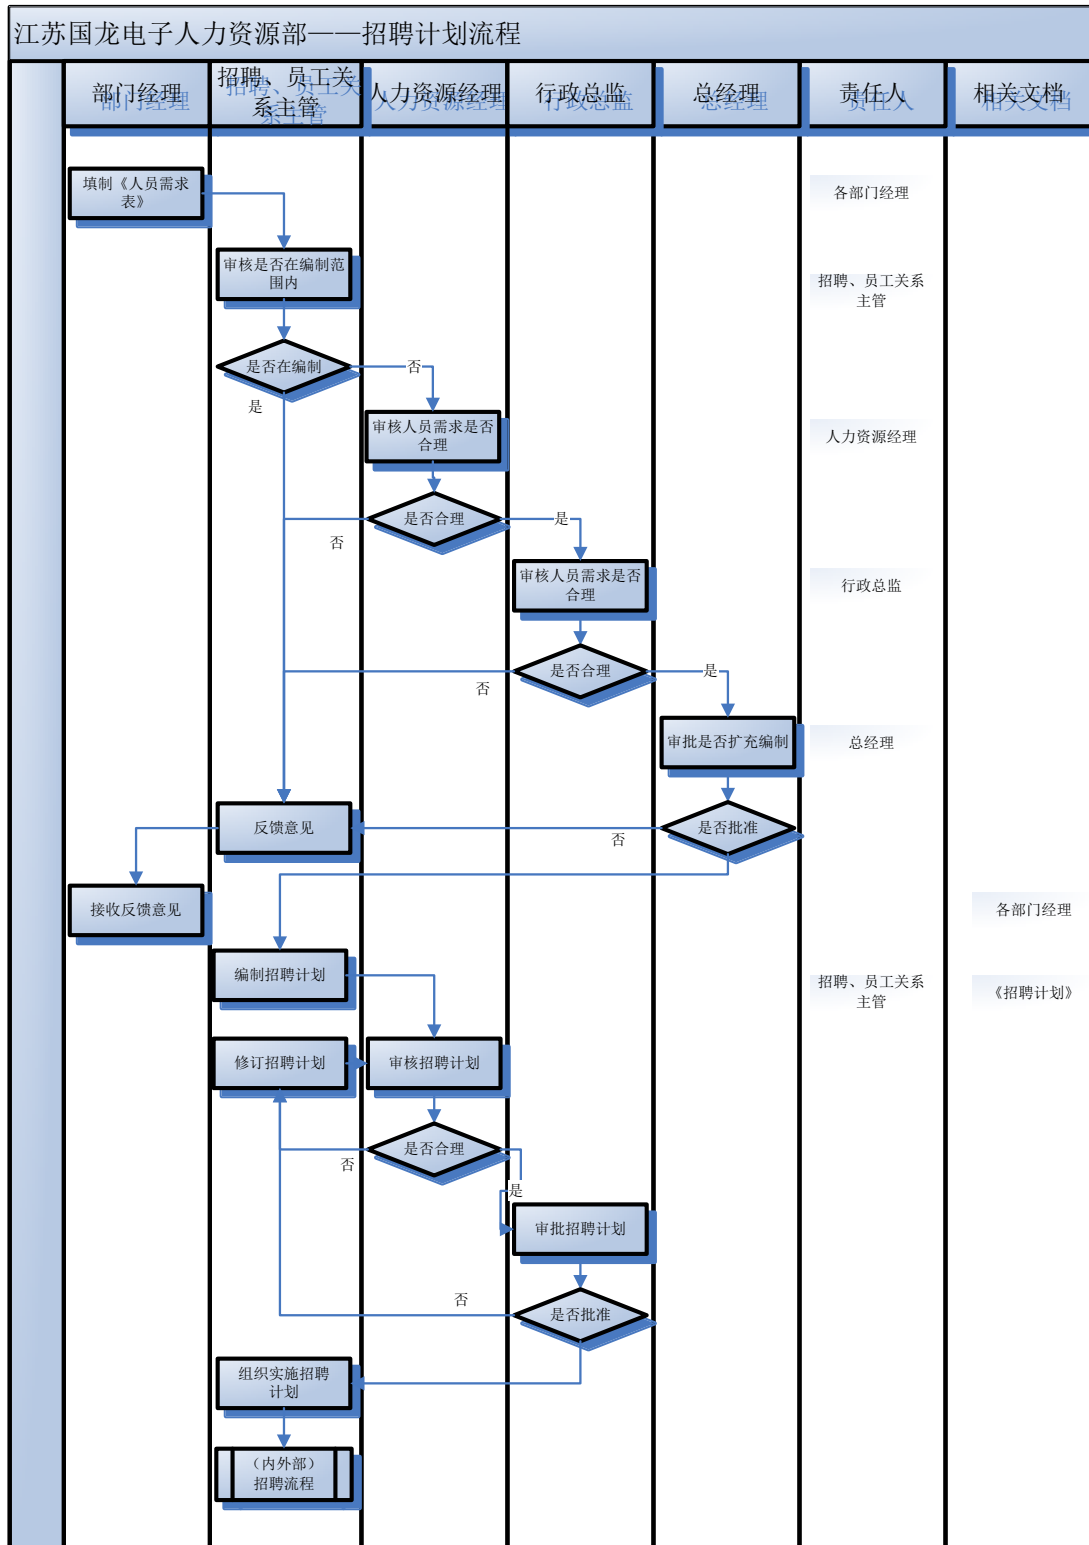 江苏国龙电子人力资源部——招聘计划流程
部门经理
招聘、员工关
系主管
人力资源经理
行政总监
总经理
责任人
相关文档
填制《人员需求
表》
各部门经理
审核是否在编制范
围内
招聘、员工关系
主管
是否在编制
否
是
审核人员需求是否
合理
人力资源经理
是否合理
是
否
审核人员需求是否
合理
行政总监
是否合理
是
否
审批是否扩充编制
总经理
反馈意见
是否批准
否
接收反馈意见
各部门经理
编制招聘计划
招聘、员工关系
主管
《招聘计划》
修订招聘计划
审核招聘计划
是否合理
否
是
审批招聘计划
否
是否批准
组织实施招聘
计划
（内外部）
招聘流程